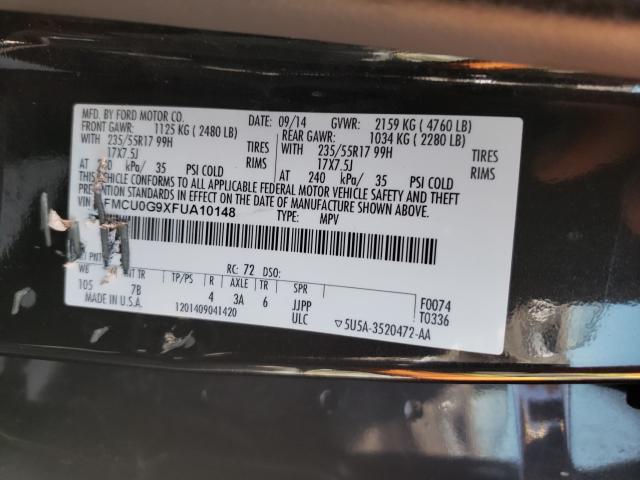 MFD. BY FORD MOTOR CO.
DATE: 09/14 GVWR: 2159 KG ( 4760 LB)
FRONT GAWR: 1125 KG ( 2480 LB) REAR GAWR: 1034 KG ( 2280 LB)
WITH 235/55R17 99H TIRES WITH 235/55R17 99H TIRES
17X7.5J RIMS 17X7.5J RIMS
AT kPa/ 35 PSI COLD AT 240 kPa/ 35 PSI COLD
THIS VEHICLE CONFORMS TO ALL APPLICABLE FEDERAL MOTOR VEHICLE SAFETY AND
THEFT PREVENTION STANDARDS IN EFFECT ON THE DATE OF MANUFACTURE SHOWN ABOVE.
VIN: FMCU0G9XFUA10148 TYPE: MPV
RC: 72 DSO:
WB TR TP/PS R AXLE TR SPR
105 7B 4 3A 6 JJPP F0074
MADE IN U.S.A. ULC T0336
1201409041420 ▽5U5A-3520472-AA